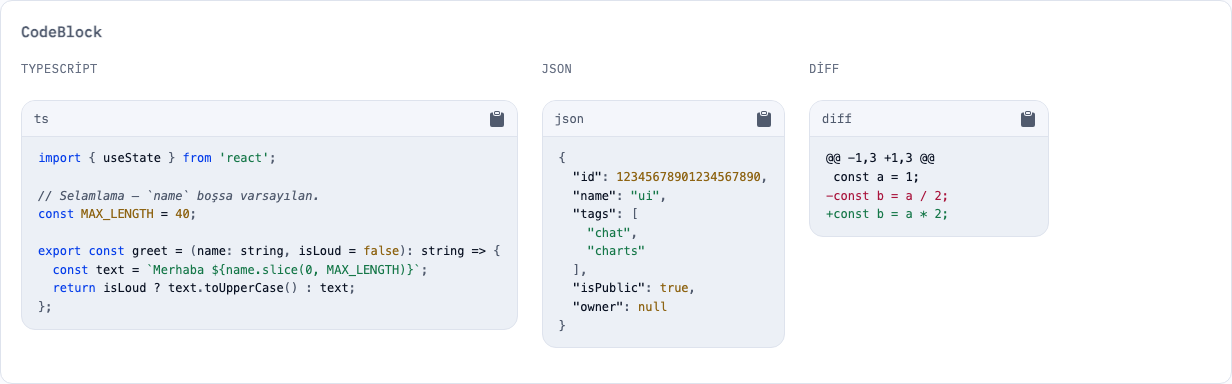 CodeBlock
TYPESCRİPT
ts
import { useState } from 'react';
// Selamlama — `name` boşsa varsayılan.
const MAX_LENGTH = 40;
export const greet = (name: string, isLoud = false): string => {
  const text = `Merhaba ${name.slice(0, MAX_LENGTH)}`;
  return isLoud ? text.toUpperCase() : text;
};
JSON
json
{
  "id": 12345678901234567890,
  "name": "ui",
  "tags": [
    "chat",
    "charts"
  ],
  "isPublic": true,
  "owner": null
}
DİFF
diff
@@ −1,3 +1,3 @@
 const a = 1;
−const b = a / 2;
+const b = a * 2;